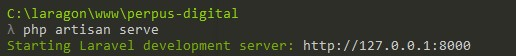 C:\laragon\www\perpus-digital
λ php artisan serve
Starting Laravel development server: http://127.0.0.1:8000